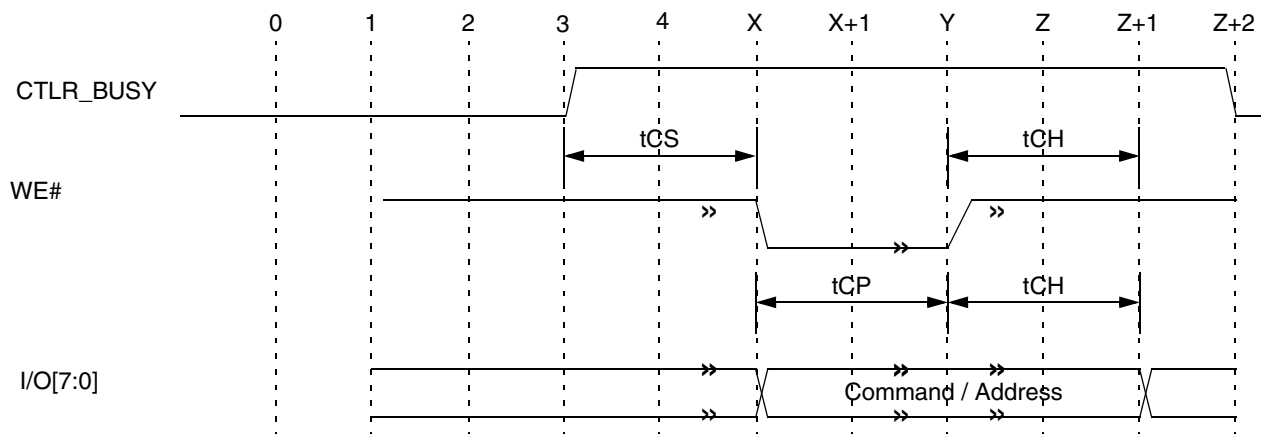 0 1 2 3 4 X X+1 Y Z Z+1 Z+2
CTLR_BUSY
tCS tCH
WE#
tCP tCH
I/O[7:0]
Command / Address